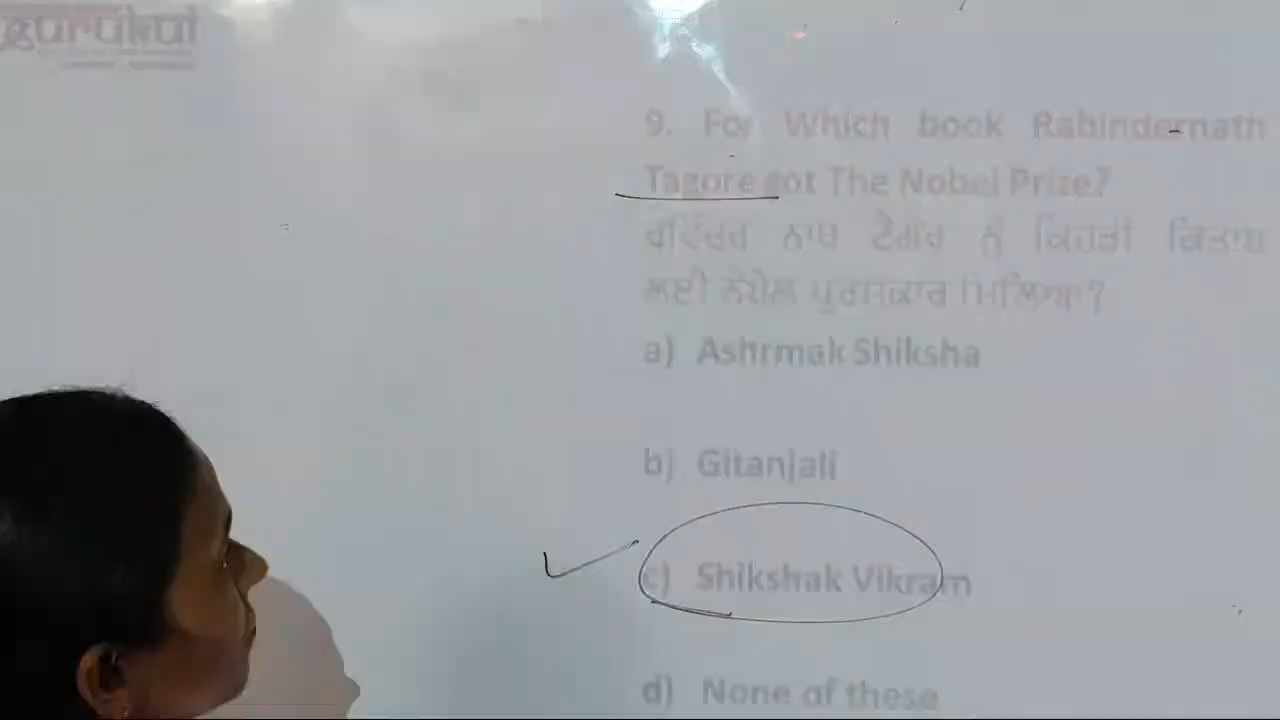 gurukul
9. For Which book Rabindernath
Tagore got The Nobel Prize?
ਰਵਿੰਦਰ ਨਾਥ ਟੈਗੋਰ ਨੂੰ ਕਿਹੜੀ ਕਿਤਾਬ
ਲਈ ਨੋਬੇਲ ਪੁਰਸਕਾਰ ਮਿਲਿਆ?
a) Ashrmak Shiksha
b) Gitanjali
c) Shikshak Vikram
d) None of these